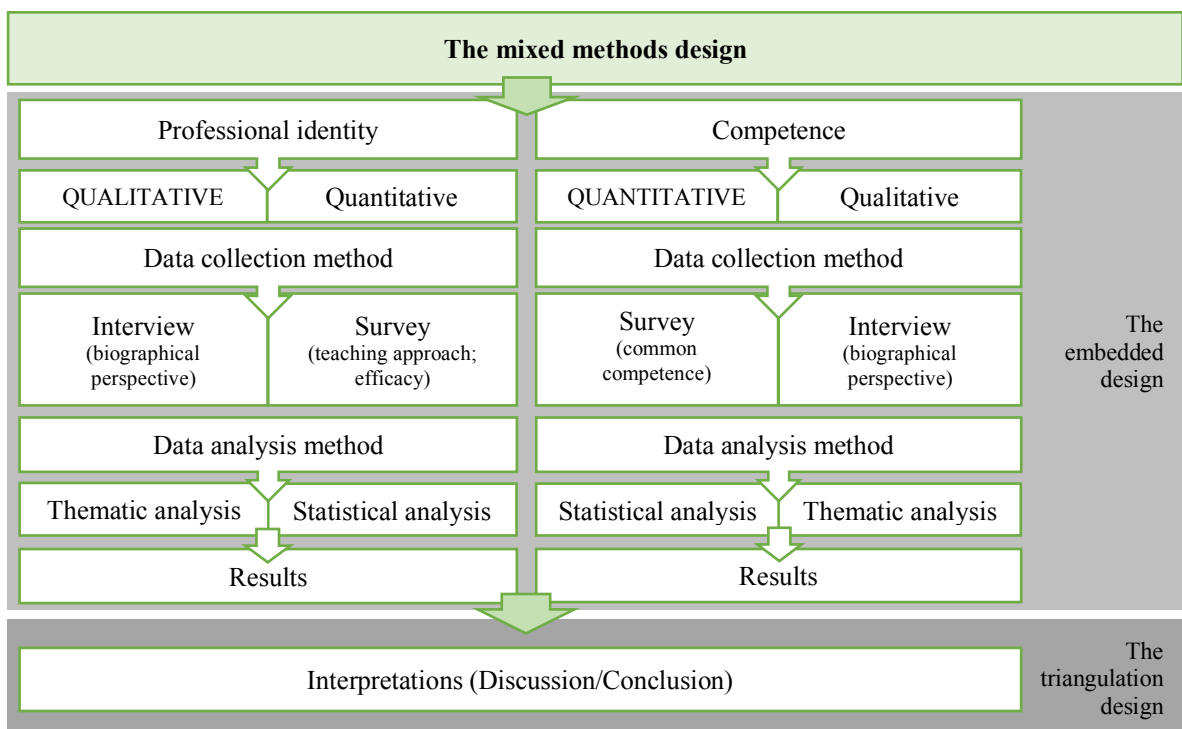 The mixed methods design
Professional identity
Competence
QUALITATIVE
Quantitative
QUANTITATIVE
Qualitative
Data collection method
Data collection method
Interview
(biographical
perspective)
Survey
(teaching approach;
efficacy)
Survey
(common
competence)
Interview
(biographical
perspective)
The
embedded
design
Data analysis method
Data analysis method
Thematic analysis
Statistical analysis
Statistical analysis
Thematic analysis
Results
Results
Interpretations (Discussion/Conclusion)
The
triangulation
design